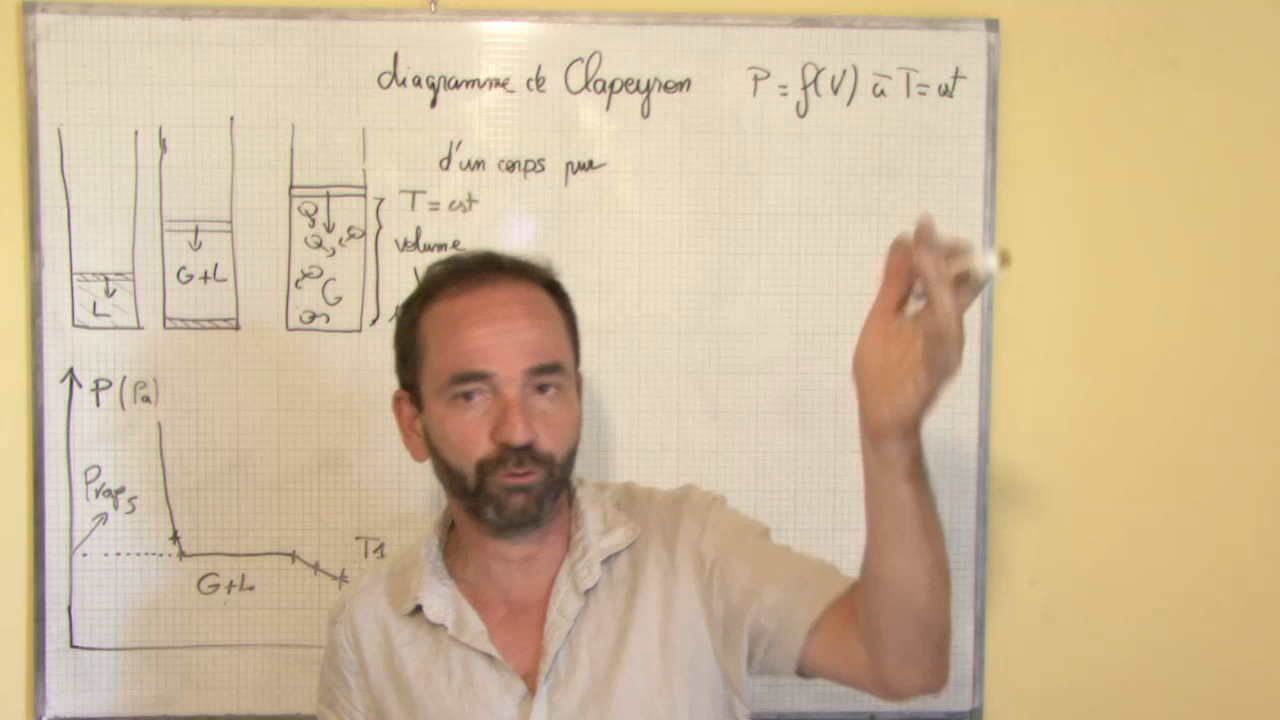 diagramme de Clapeyron P = f(V) à T = cst
d'un corps pur
T = cst
volume
G+L
G
L
P (Pa)
Pvap s
T1
G+L